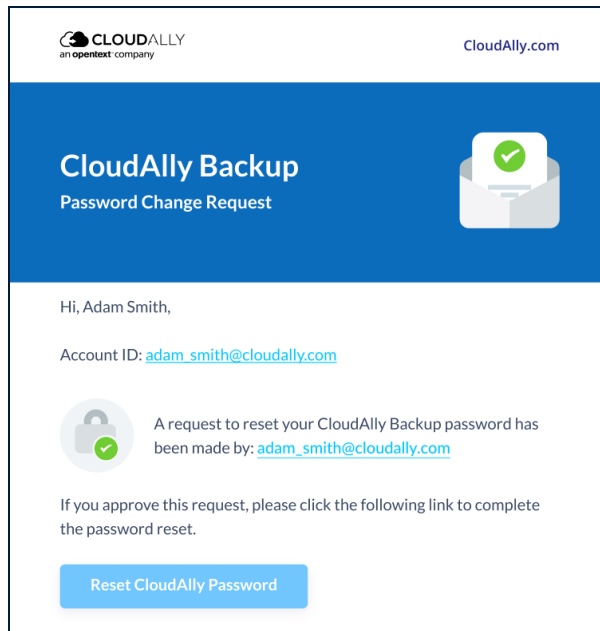 CLOUDALLY
an opentext company
CloudAlly.com
CloudAlly Backup
Password Change Request
Hi, Adam Smith,
Account ID: adam_smith@cloudally.com
A request to reset your CloudAlly Backup password has
been made by: adam_smith@cloudally.com
If you approve this request, please click the following link to complete
the password reset.
Reset CloudAlly Password